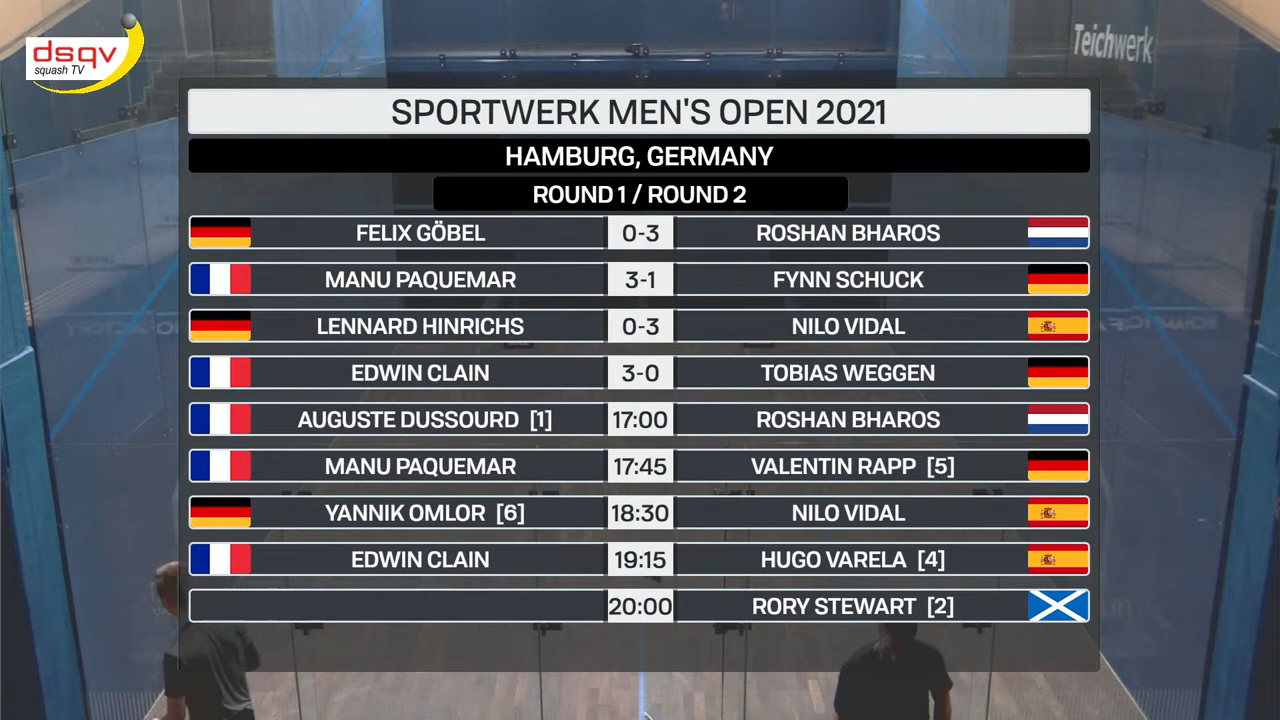 dsqv
squash TV
Teichwerk
SPORTWERK MEN'S OPEN 2021
HAMBURG, GERMANY
ROUND 1 / ROUND 2
FELIX GÖBEL 0-3 ROSHAN BHAROS
MANU PAQUEMAR 3-1 FYNN SCHUCK
LENNARD HINRICHS 0-3 NILO VIDAL
EDWIN CLAIN 3-0 TOBIAS WEGGEN
AUGUSTE DUSSOURD [1] 17:00 ROSHAN BHAROS
MANU PAQUEMAR 17:45 VALENTIN RAPP [5]
YANNIK OMLOR [6] 18:30 NILO VIDAL
EDWIN CLAIN 19:15 HUGO VARELA [4]
20:00 RORY STEWART [2]